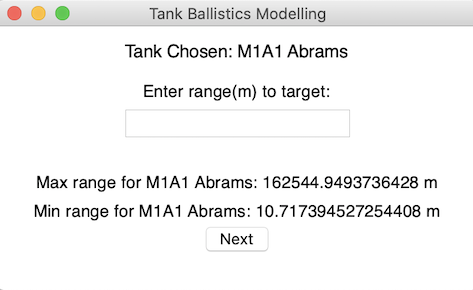 Tank Ballistics Modelling
Tank Chosen: M1A1 Abrams
Enter range(m) to target:
Max range for M1A1 Abrams: 162544.9493736428 m
Min range for M1A1 Abrams: 10.717394527254408 m
Next